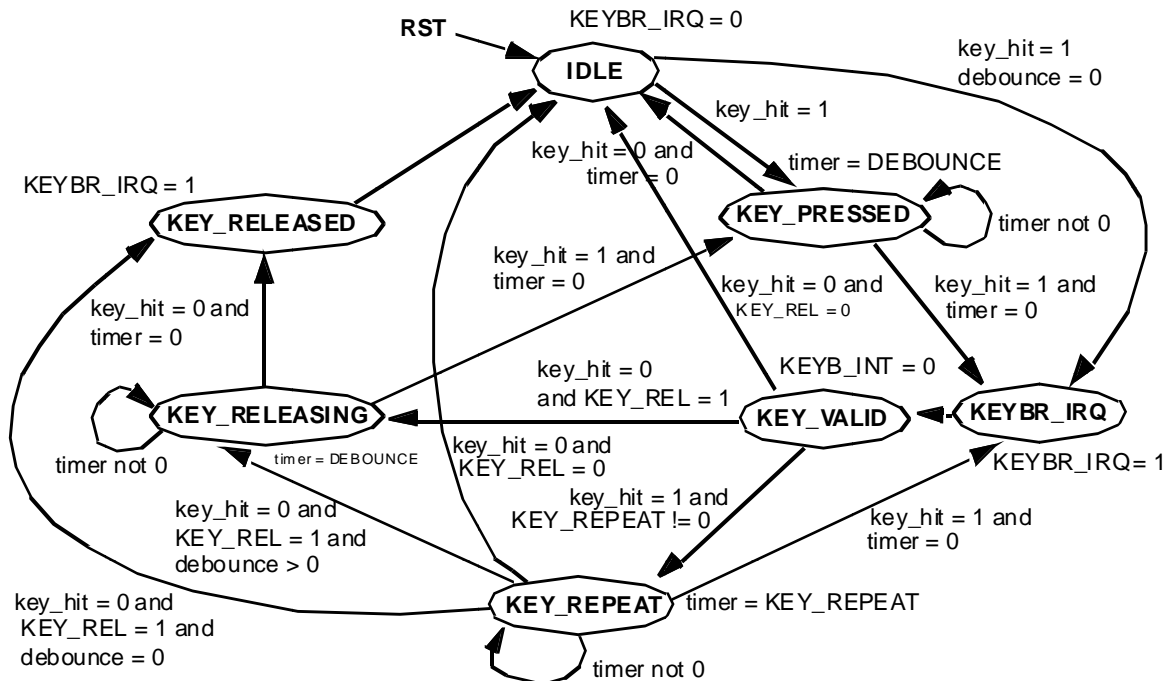 KEYBR_IRQ = 0
RST
IDLE
key_hit = 1
debounce = 0
key_hit = 1
key_hit = 0 and
timer = 0
timer = DEBOUNCE
KEYBR_IRQ = 1
KEY_RELEASED
KEY_PRESSED
timer not 0
key_hit = 1 and
timer = 0
key_hit = 0 and
KEY_REL = 0
key_hit = 1 and
timer = 0
key_hit = 0 and
timer = 0
KEYB_INT = 0
key_hit = 0
and KEY_REL = 1
KEY_RELEASING
KEY_VALID
KEYBR_IRQ
timer not 0
timer = DEBOUNCE
key_hit = 0 and
KEY_REL = 0
KEYBR_IRQ = 1
key_hit = 0 and
KEY_REL = 1 and
debounce > 0
key_hit = 1 and
KEY_REPEAT != 0
key_hit = 1 and
timer = 0
key_hit = 0 and
KEY_REL = 1 and
debounce = 0
KEY_REPEAT
timer = KEY_REPEAT
timer not 0